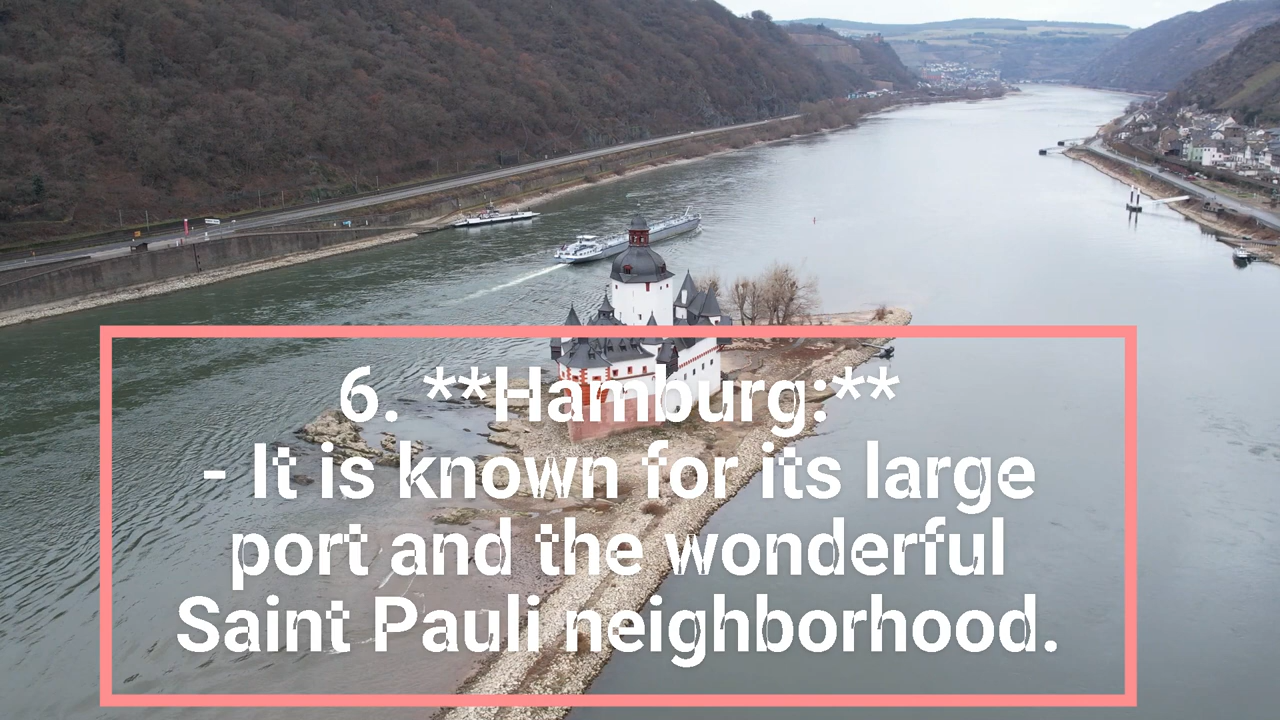 6. **Hamburg:**
- It is known for its large
port and the wonderful
Saint Pauli neighborhood.